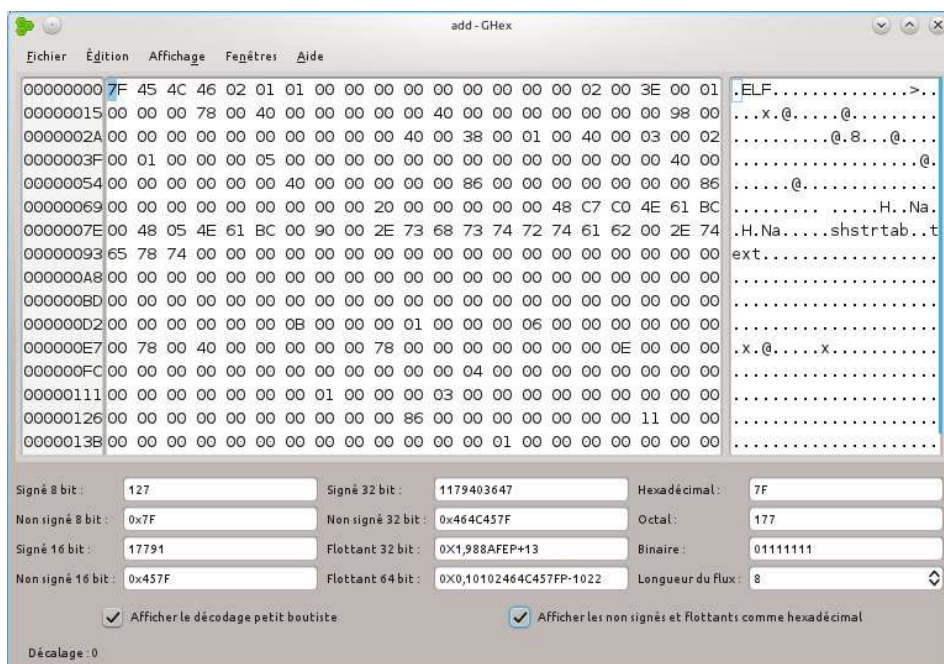 add - GHex
Fichier Édition Affichage Fenêtres Aide
00000000 7F 45 4C 46 02 01 01 00 00 00 00 00 00 00 00 00 02 00 3E 00 01 .ELF..............>..
00000015 00 00 00 78 00 40 00 00 00 00 00 40 00 00 00 00 00 00 00 98 00 ...x.@.....@.........
0000002A 00 00 00 00 00 00 00 00 00 00 40 00 38 00 01 00 40 00 03 00 02 ..........@.8...@....
0000003F 00 01 00 00 00 05 00 00 00 00 00 00 00 00 00 00 00 00 00 40 00 ...................@.
00000054 00 00 00 00 00 00 40 00 00 00 00 00 86 00 00 00 00 00 00 00 86 ......@..............
00000069 00 00 00 00 00 00 00 00 00 20 00 00 00 00 00 48 C7 C0 4E 61 BC ......... .....H..Na.
0000007E 00 48 05 4E 61 BC 00 90 00 2E 73 68 73 74 72 74 61 62 00 2E 74 .H.Na.....shstrtab..t
00000093 65 78 74 00 00 00 00 00 00 00 00 00 00 00 00 00 00 00 00 00 00 ext..................
000000A8 00 00 00 00 00 00 00 00 00 00 00 00 00 00 00 00 00 00 00 00 00 .....................
000000BD 00 00 00 00 00 00 00 00 00 00 00 00 00 00 00 00 00 00 00 00 00 .....................
000000D2 00 00 00 00 00 00 0B 00 00 00 01 00 00 00 06 00 00 00 00 00 00 .....................
000000E7 00 78 00 40 00 00 00 00 00 78 00 00 00 00 00 00 00 0E 00 00 00 .x.@.....x...........
000000FC 00 00 00 00 00 00 00 00 00 00 00 00 04 00 00 00 00 00 00 00 00 .....................
00000111 00 00 00 00 00 00 00 01 00 00 00 03 00 00 00 00 00 00 00 00 00 .....................
00000126 00 00 00 00 00 00 00 00 00 00 86 00 00 00 00 00 00 00 11 00 00 .....................
0000013B 00 00 00 00 00 00 00 00 00 00 00 00 00 01 00 00 00 00 00 00 00 .....................
Signé 8 bit : 127 Signé 32 bit : 1179403647 Hexadécimal : 7F
Non signé 8 bit : 0x7F Non signé 32 bit : 0x464C457F Octal : 177
Signé 16 bit : 17791 Flottant 32 bit : 0X1,988AFEP+13 Binaire : 01111111
Non signé 16 bit : 0x457F Flottant 64 bit : 0X0,10102464C457FP-1022 Longueur du flux : 8
Afficher le décodage petit boutiste Afficher les non signés et flottants comme hexadécimal
Décalage : 0